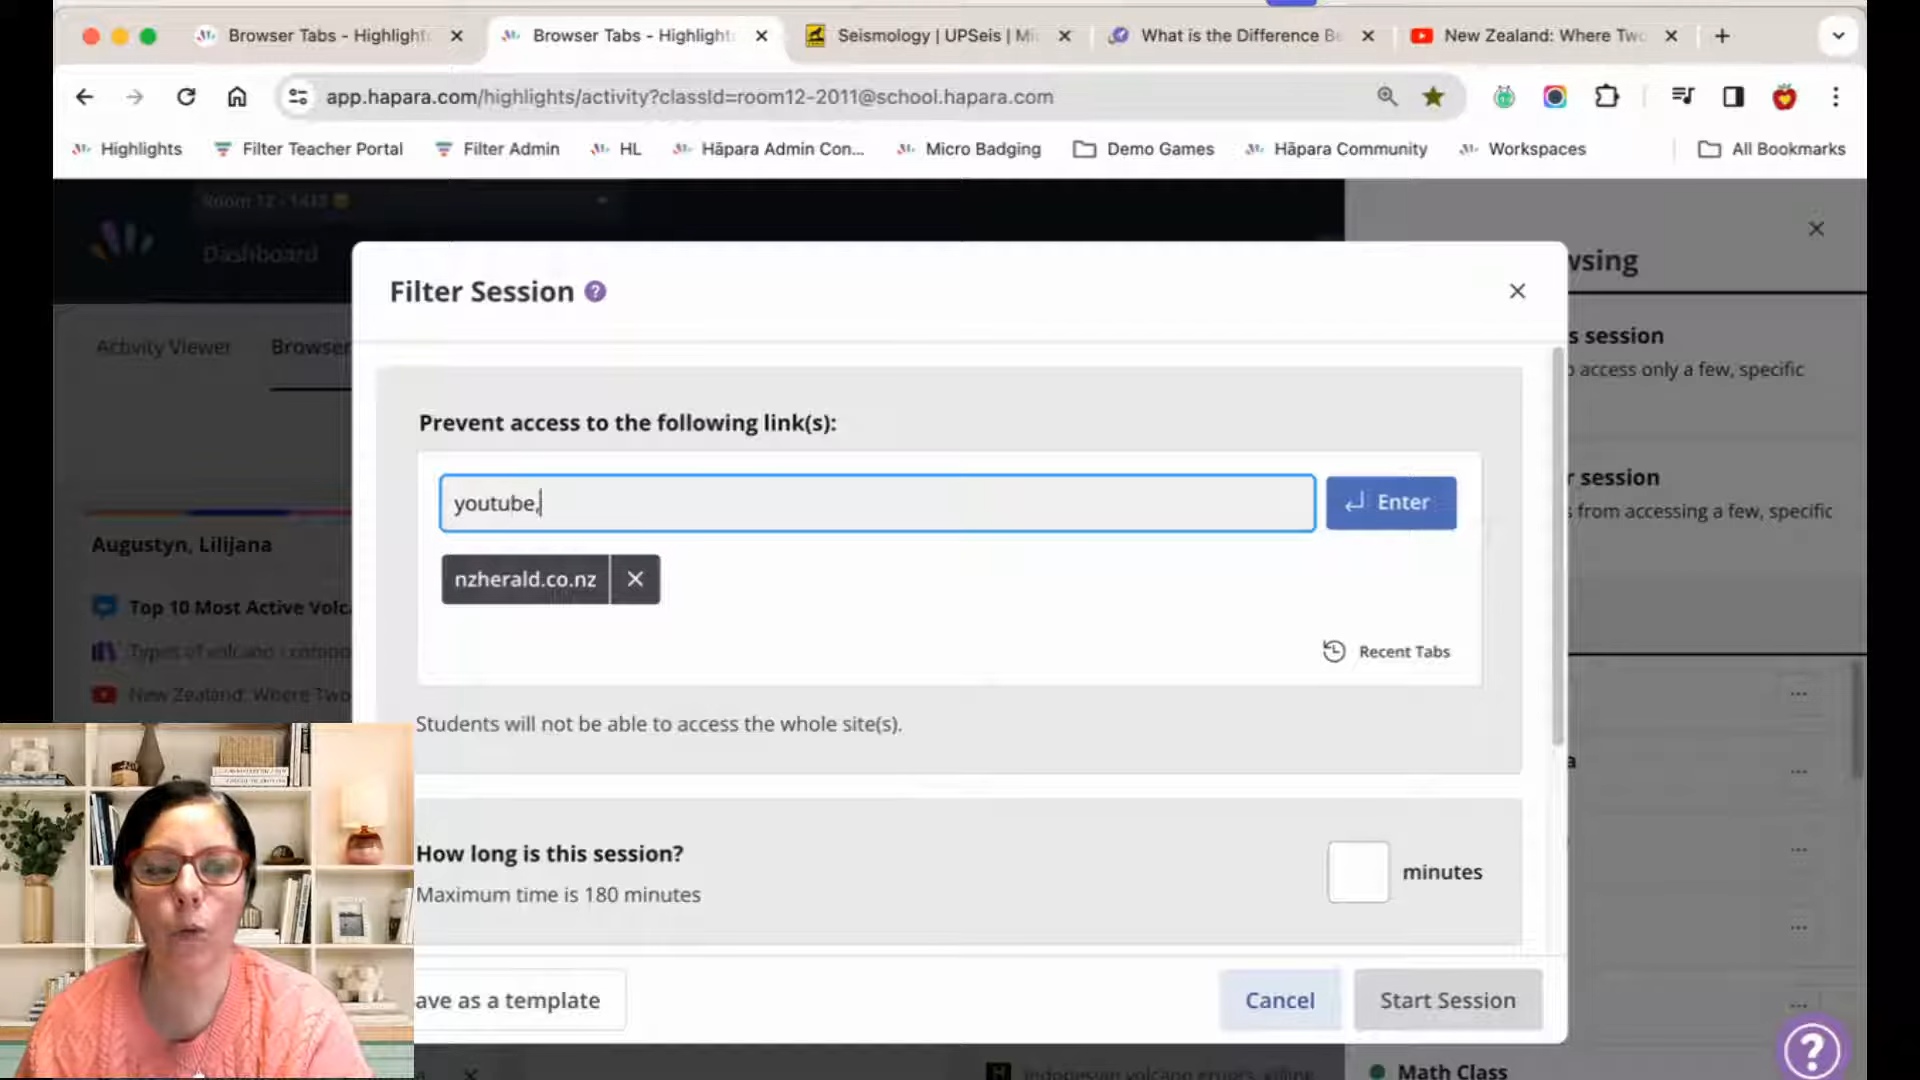 Browser Tabs - Highlight
Browser Tabs - Highlight
Seismology | UPSeis | Mi
What is the Difference Be
New Zealand: Where Two
app.hapara.com/highlights/activity?classId=room12-2011@school.hapara.com
Highlights
Filter Teacher Portal
Filter Admin
HL
Hāpara Admin Con...
Micro Badging
Demo Games
Hāpara Community
Workspaces
All Bookmarks
Room 12 - 1413
Dashboard
wsing
Filter Session ?
Activity Viewer
Browser
s session
access only a few, specific
Prevent access to the following link(s):
youtube,
Enter
r session
from accessing a few, specific
Augustyn, Lilijana
nzherald.co.nz
Top 10 Most Active Volc
Types of volcano
Recent Tabs
New Zealand: Where Two
Students will not be able to access the whole site(s).
a
How long is this session?
minutes
Maximum time is 180 minutes
ave as a template
Cancel
Start Session
Indonesian volcano erupts, killing
Math Class
?